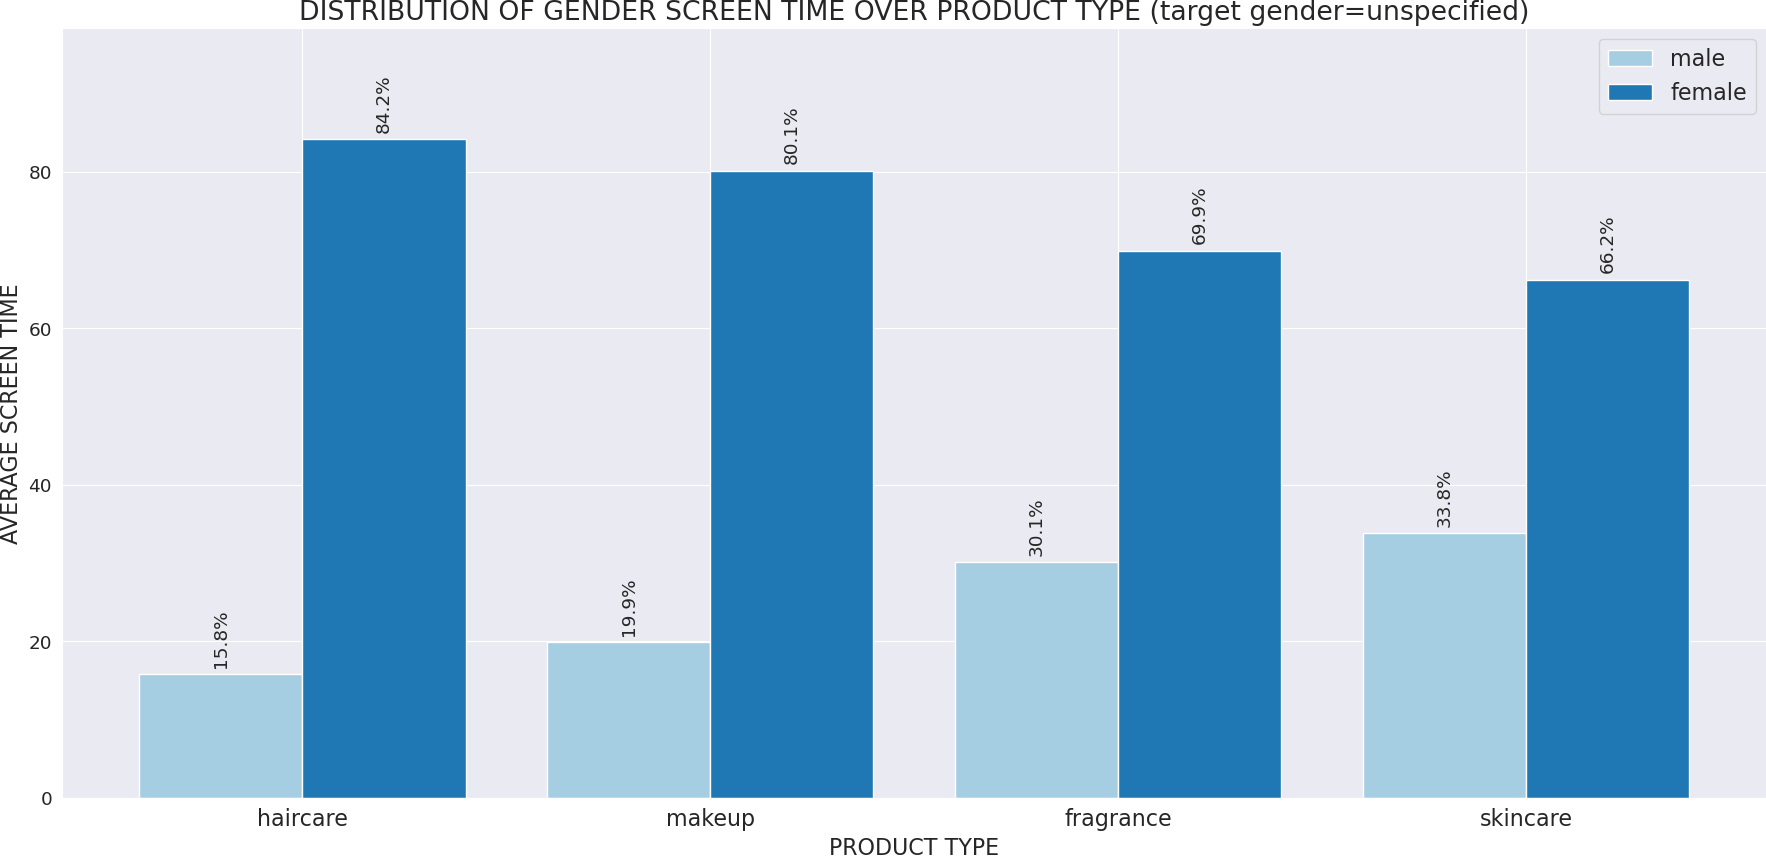 DISTRIBUTION OF GENDER SCREEN TIME OVER PRODUCT TYPE (target gender=unspecified)
male
female
AVERAGE SCREEN TIME
80
60
40
20
0
15.8%
84.2%
19.9%
80.1%
30.1%
69.9%
33.8%
66.2%
haircare
makeup
fragrance
skincare
PRODUCT TYPE